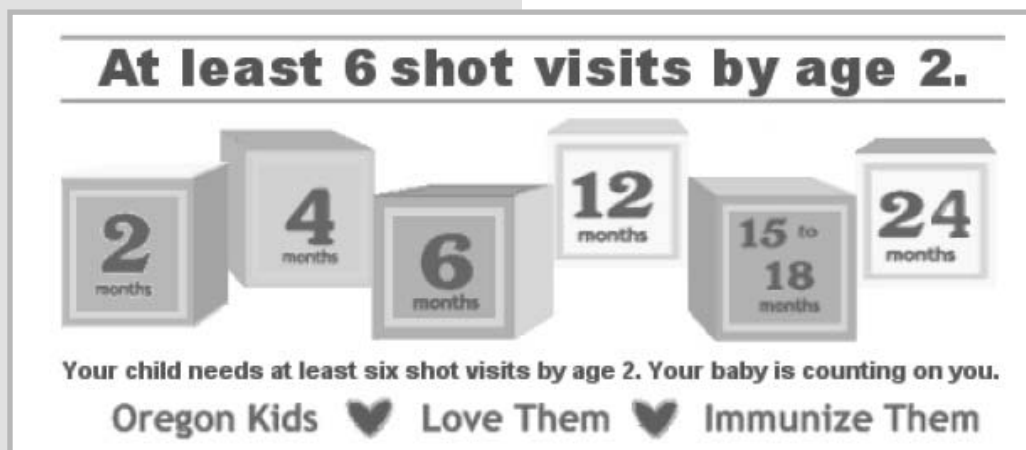 At least 6 shot visits by age 2.
2
months
4
months
6
months
12
months
15 to
18
months
24
months
Your child needs at least six shot visits by age 2. Your baby is counting on you.
Oregon Kids Love Them Immunize Them